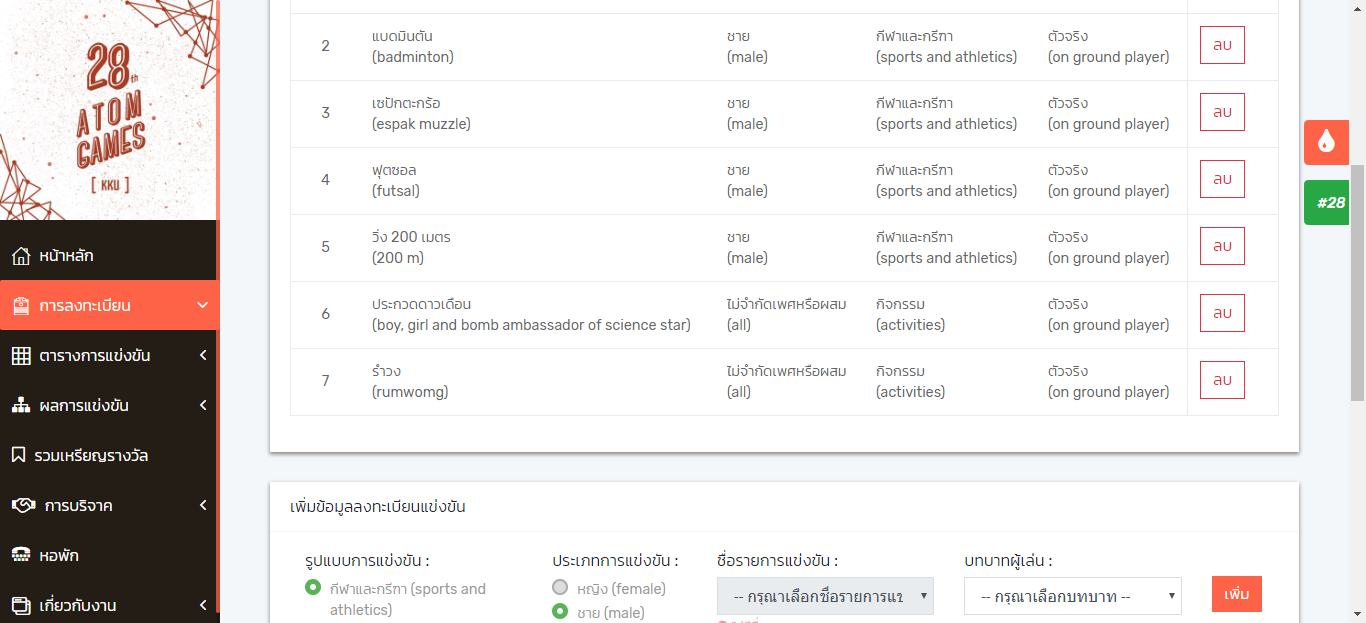 28th
ATOM
GAMES
[ KKU ]
หน้าหลัก
การลงทะเบียน
ตารางการแข่งขัน
ผลการแข่งขัน
รวมเหรียญรางวัล
การบริจาค
หอพัก
เกี่ยวกับงาน
2 แบดมินตัน ชาย กีฬาและกรีฑา ตัวจริง ลบ
(badminton) (male) (sports and athletics) (on ground player)
3 เซปักตะกร้อ ชาย กีฬาและกรีฑา ตัวจริง ลบ
(espak muzzle) (male) (sports and athletics) (on ground player)
4 ฟุตซอล ชาย กีฬาและกรีฑา ตัวจริง ลบ
(futsal) (male) (sports and athletics) (on ground player)
5 วิ่ง 200 เมตร ชาย กีฬาและกรีฑา ตัวจริง ลบ
(200 m) (male) (sports and athletics) (on ground player)
6 ประกวดดาวเดือน ไม่จำกัดเพศหรือผสม กิจกรรม ตัวจริง ลบ
(boy, girl and bomb ambassador of science star) (all) (activities) (on ground player)
7 รำวง ไม่จำกัดเพศหรือผสม กิจกรรม ตัวจริง ลบ
(rumwomg) (all) (activities) (on ground player)
#28
เพิ่มข้อมูลลงทะเบียนแข่งขัน
รูปแบบการแข่งขัน : ประเภทการแข่งขัน : ชื่อรายการแข่งขัน : บทบาทผู้เล่น :
กีฬาและกรีฑา (sports and หญิง (female) -- กรุณาเลือกชื่อรายการแข -- กรุณาเลือกบทบาท -- เพิ่ม
athletics) ชาย (male)